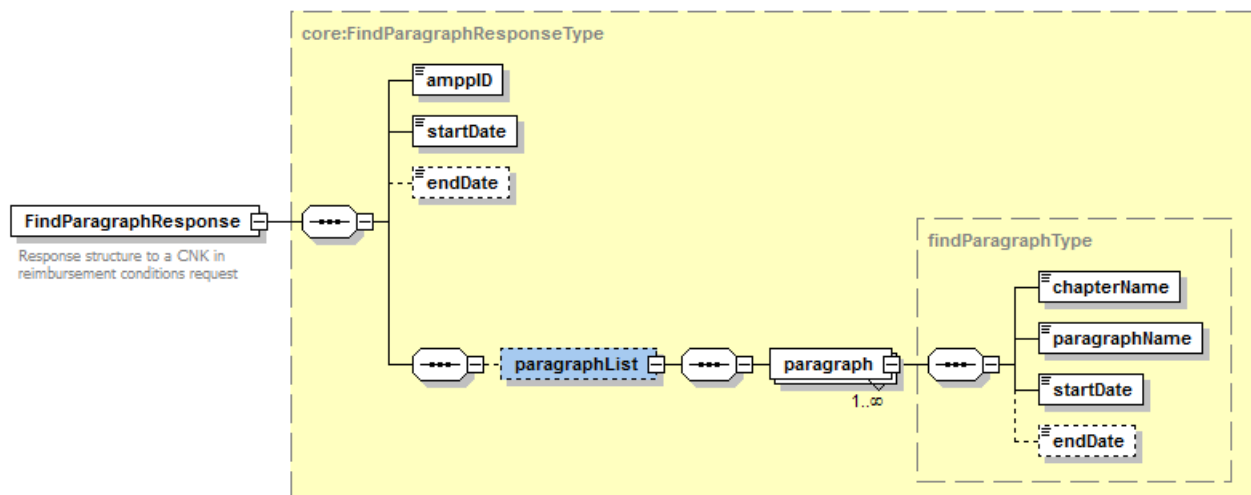 core:FindParagraphResponseType
amppID
startDate
endDate
FindParagraphResponse
Response structure to a CNK in
reimbursement conditions request
findParagraphType
chapterName
paragraphName
paragraphList
paragraph
1..∞
startDate
endDate